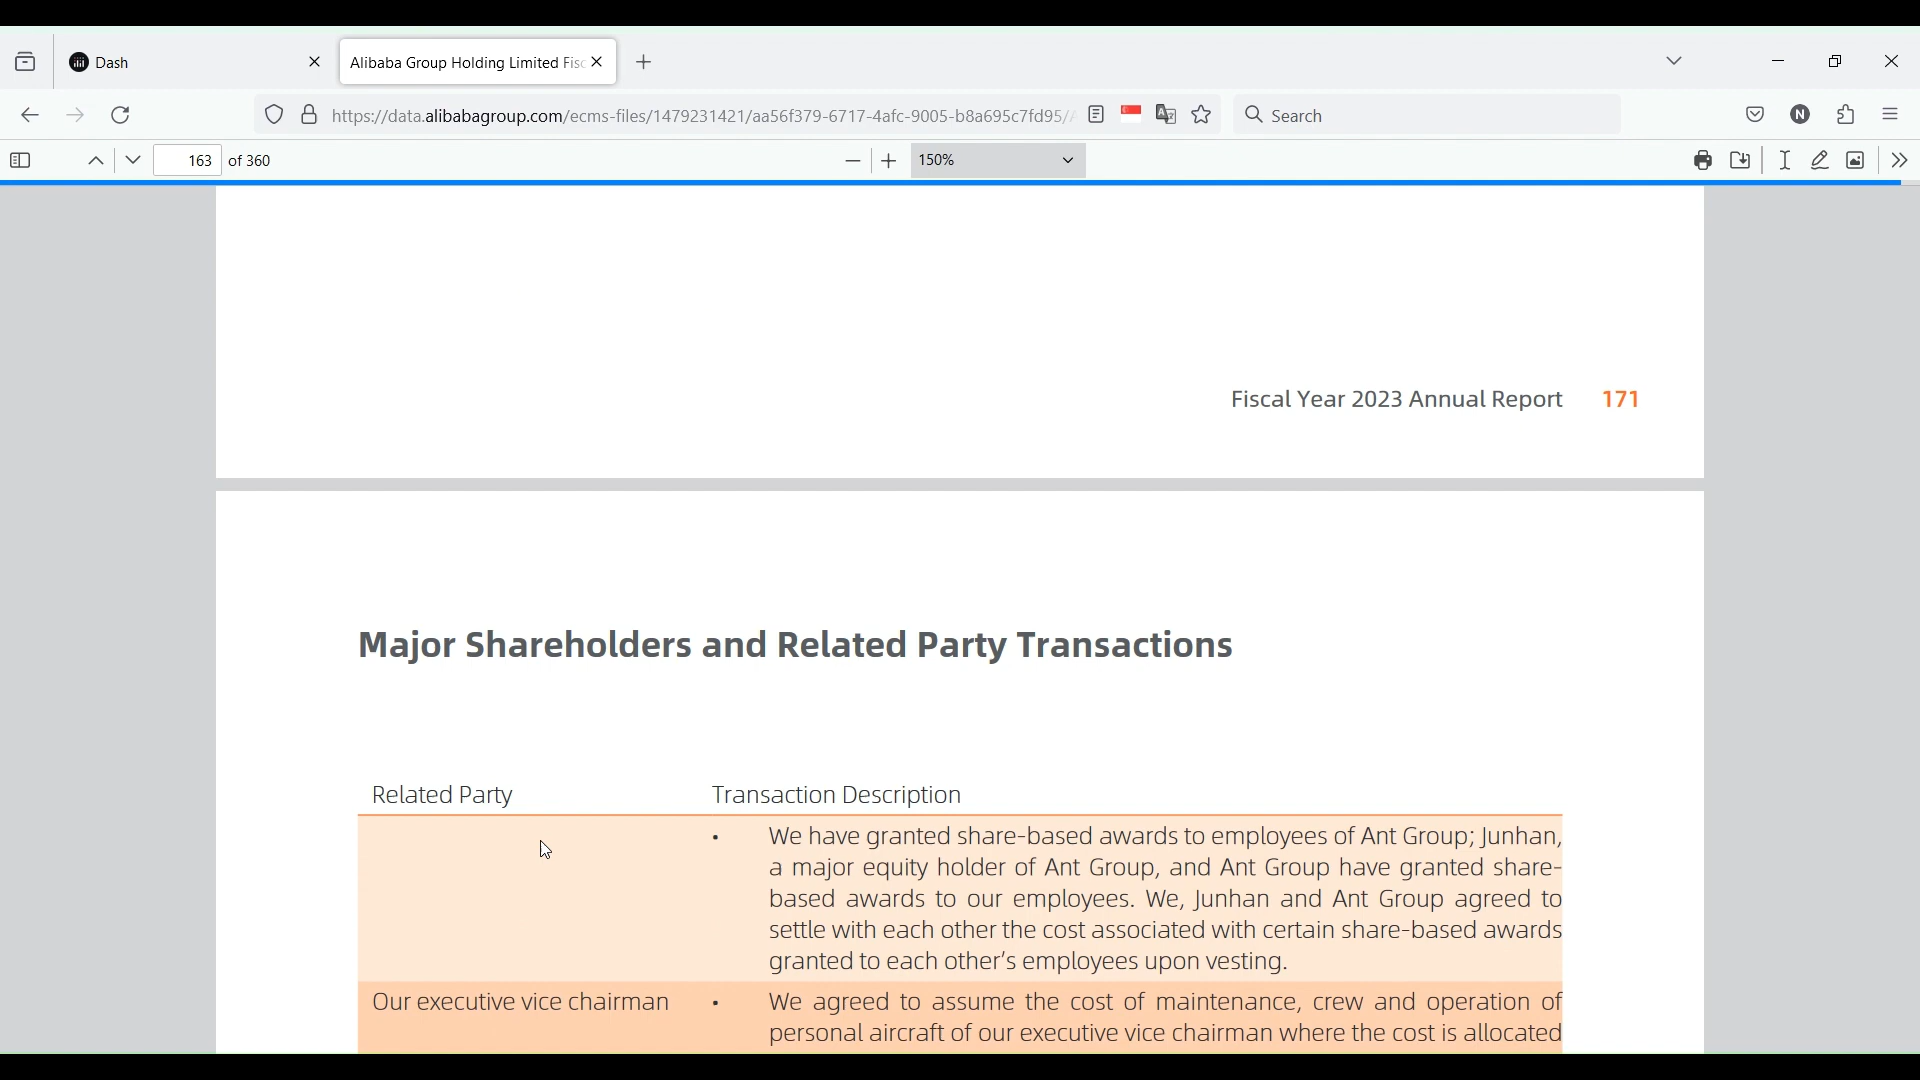 Dash
Alibaba Group Holding Limited Fisc
https://data.alibabagroup.com/ecms-files/1479231421/aa56f379-6717-4afc-9005-b8a695c7fd95/
Search
N
163 of 360
150%
Fiscal Year 2023 Annual Report 171
Major Shareholders and Related Party Transactions
Related Party Transaction Description
• We have granted share-based awards to employees of Ant Group; Junhan,
a major equity holder of Ant Group, and Ant Group have granted share-
based awards to our employees. We, Junhan and Ant Group agreed to
settle with each other the cost associated with certain share-based awards
granted to each other's employees upon vesting.
Our executive vice chairman • We agreed to assume the cost of maintenance, crew and operation of
personal aircraft of our executive vice chairman where the cost is allocated